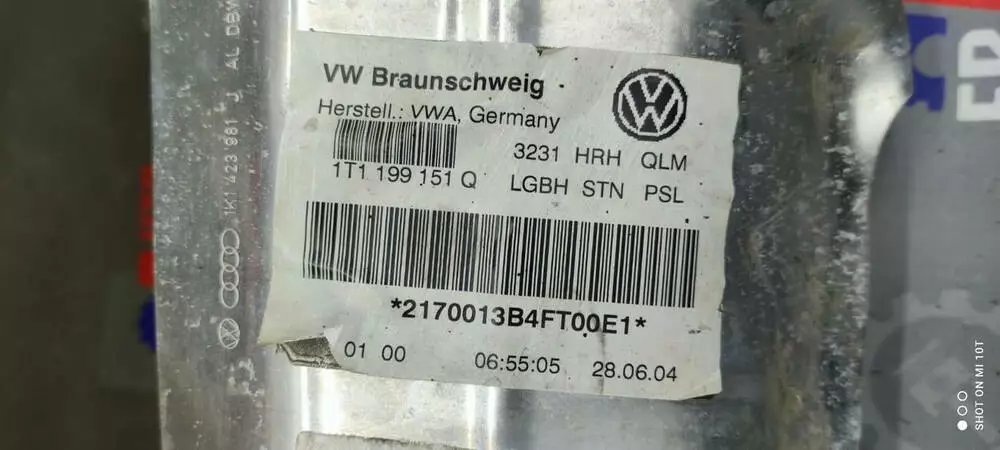 VW Braunschweig
Herstell.: VWA, Germany
3231 HRH QLM
1T1 199 151 Q
LGBH STN PSL
*2170013B4FT00E1*
01 00
06:55:05
28.06.04
1K1 423 981 J AL
SHOT ON MI 10T